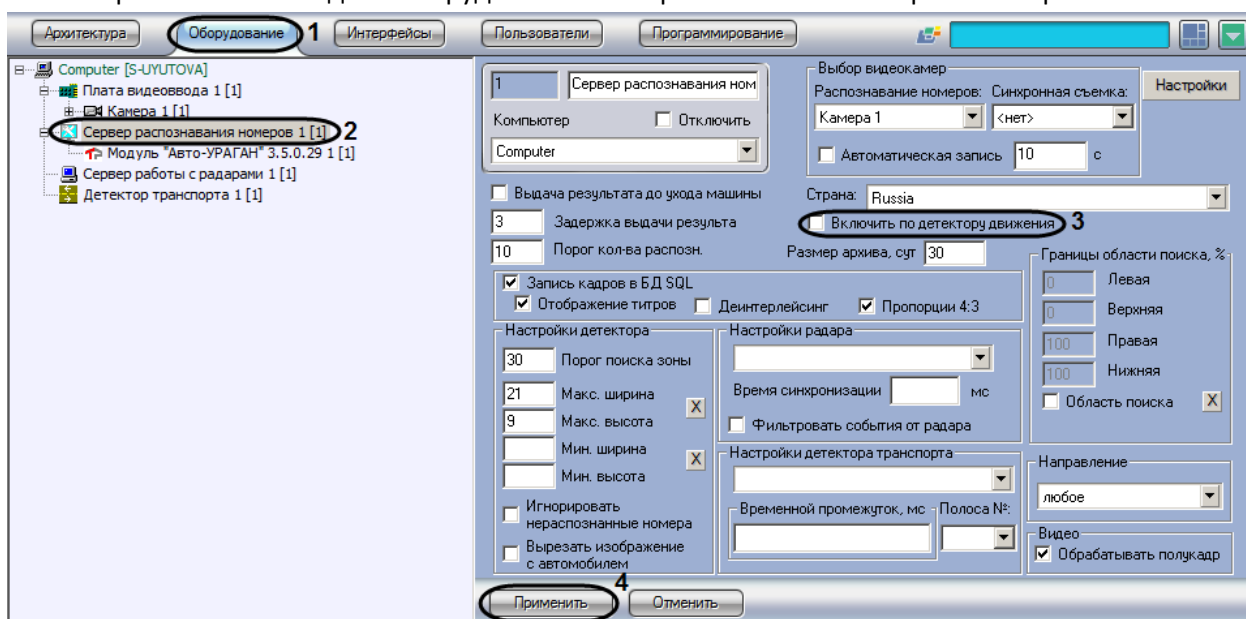 Архитектура
Оборудование
1
Интерфейсы
Пользователи
Программирование
Computer [S-UYUTOVA]
Плата видеоввода 1 [1]
Камера 1 [1]
Сервер распознавания номеров 1 [1]
2
Модуль "Авто-УРАГАН" 3.5.0.29 1 [1]
Сервер работы с радарами 1 [1]
Детектор транспорта 1 [1]
1
Сервер распознавания ном
Компьютер
Отключить
Computer
Выбор видеокамер
Распознавание номеров:
Синхронная съемка:
Камера 1
<нет>
Автоматическая запись
10
с
Настройки
Выдача результата до ухода машины
3
Задержка выдачи результа
10
Порог кол-ва распозн.
Страна:
Russia
Включить по детектору движения
3
Размер архива, сут
30
Запись кадров в БД SQL
Отображение титров
Деинтерлейсинг
Пропорции 4:3
Границы области поиска, %
0
Левая
0
Верхняя
100
Правая
100
Нижняя
Область поиска
X
Настройки детектора
30
Порог поиска зоны
21
Макс. ширина
9
Макс. высота
X
Мин. ширина
Мин. высота
X
Игнорировать
нераспознанные номера
Вырезать изображение
с автомобилем
Настройки радара
Время синхронизации
мс
Фильтровать события от радара
Настройки детектора транспорта
Временной промежуток, мс
Полоса №:
Направление
любое
Видео
Обрабатывать полукадр
4
Применить
Отменить